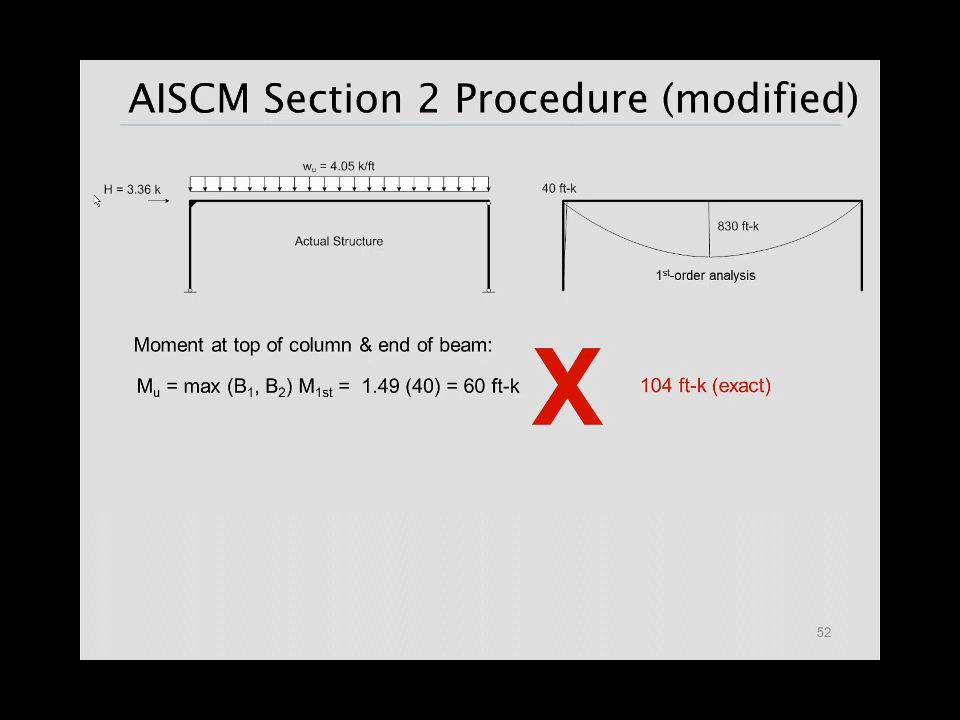 AISCM Section 2 Procedure (modified)
wU = 4.05 k/ft
H = 3.36 k
Actual Structure
40 ft-k
830 ft-k
1st-order analysis
Moment at top of column & end of beam:
Mu = max (B1, B2) M1st = 1.49 (40) = 60 ft-k
X
104 ft-k (exact)
52